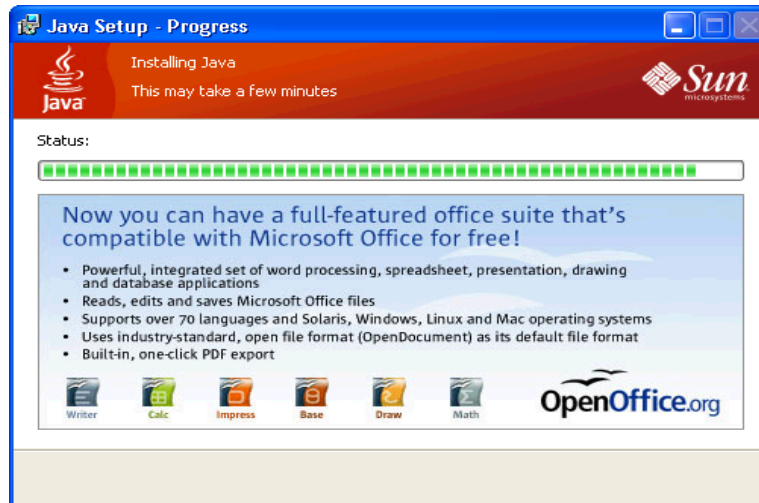 Java Setup - Progress
Installing Java
This may take a few minutes
Java
Sun
microsystems
Status:
Now you can have a full-featured office suite that's
compatible with Microsoft Office for free!
• Powerful, integrated set of word processing, spreadsheet, presentation, drawing
and database applications
• Reads, edits and saves Microsoft Office files
• Supports over 70 languages and Solaris, Windows, Linux and Mac operating systems
• Uses industry-standard, open file format (OpenDocument) as its default file format
• Built-in, one-click PDF export
Writer Calc Impress Base Draw Math
OpenOffice.org